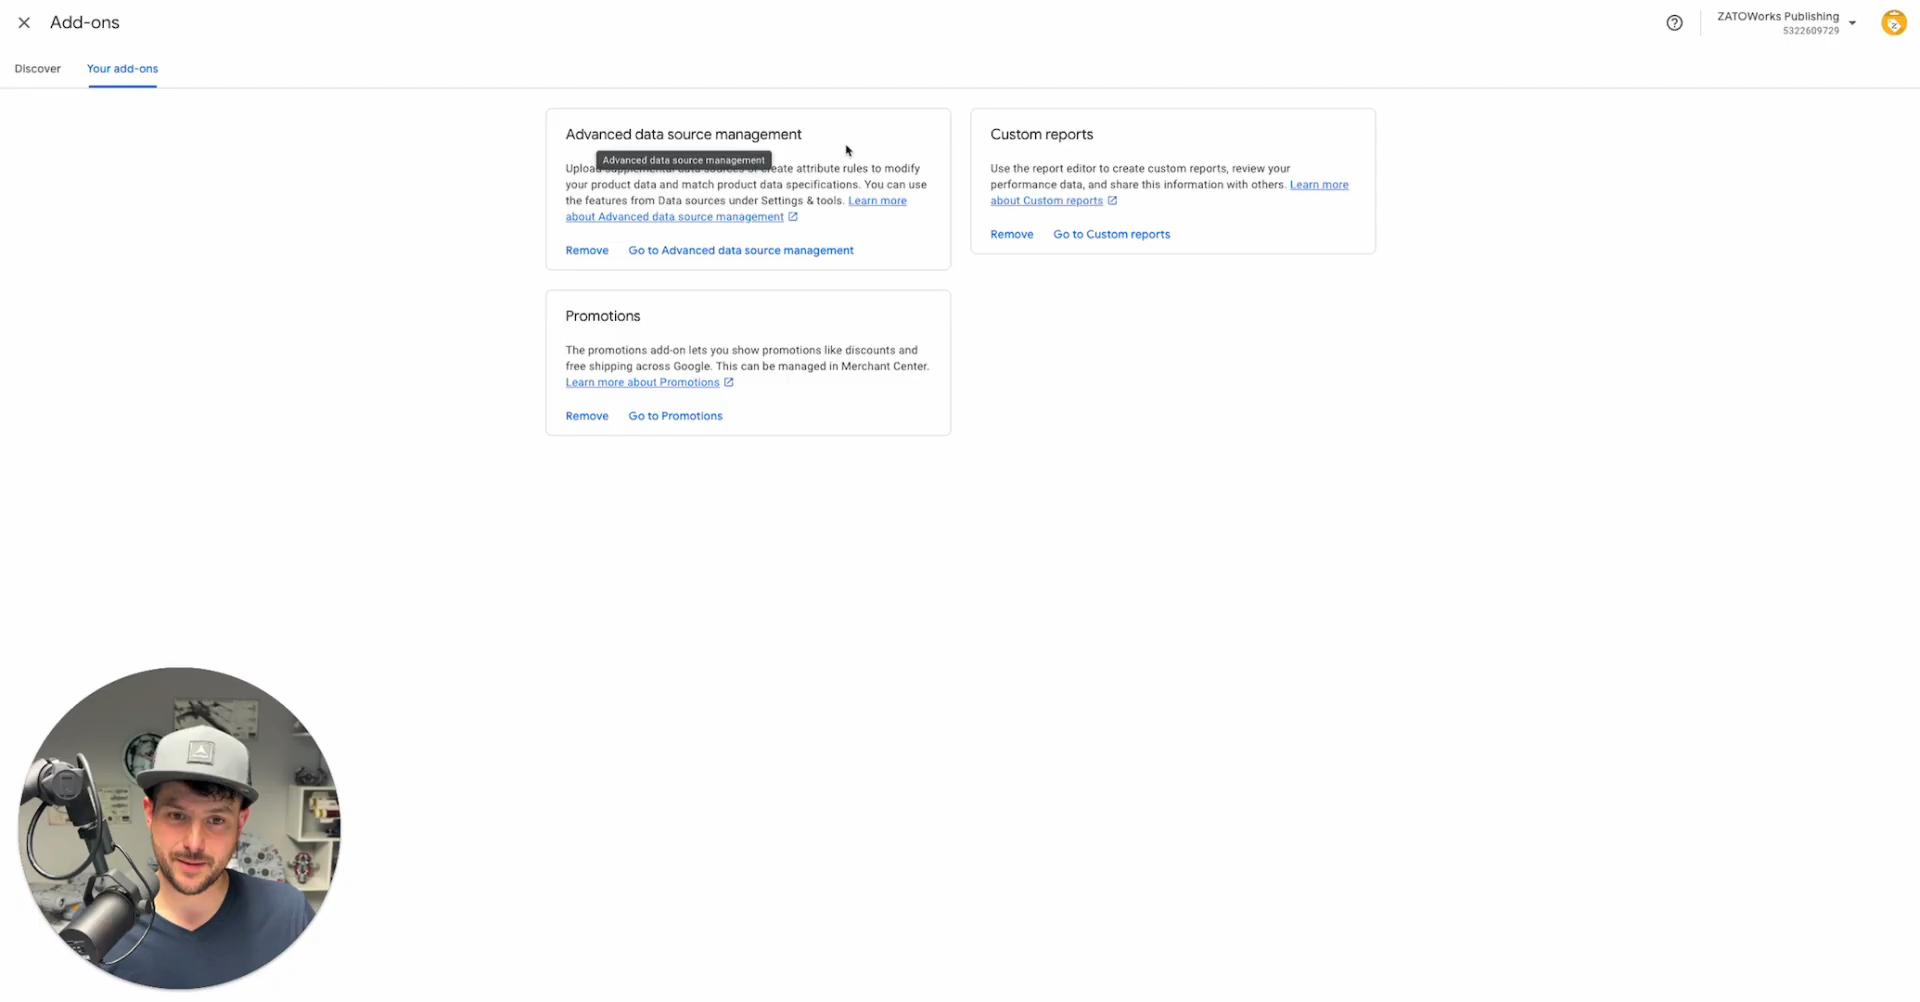 Add-ons
ZATOWorks Publishing
5322609729
Discover
Your add-ons
Advanced data source management
Advanced data source management
Upload supplemental data sources or create attribute rules to modify
your product data and match product data specifications. You can use
the features from Data sources under Settings & tools. Learn more
about Advanced data source management
Remove
Go to Advanced data source management
Custom reports
Use the report editor to create custom reports, review your
performance data, and share this information with others. Learn more
about Custom reports
Remove
Go to Custom reports
Promotions
The promotions add-on lets you show promotions like discounts and
free shipping across Google. This can be managed in Merchant Center.
Learn more about Promotions
Remove
Go to Promotions